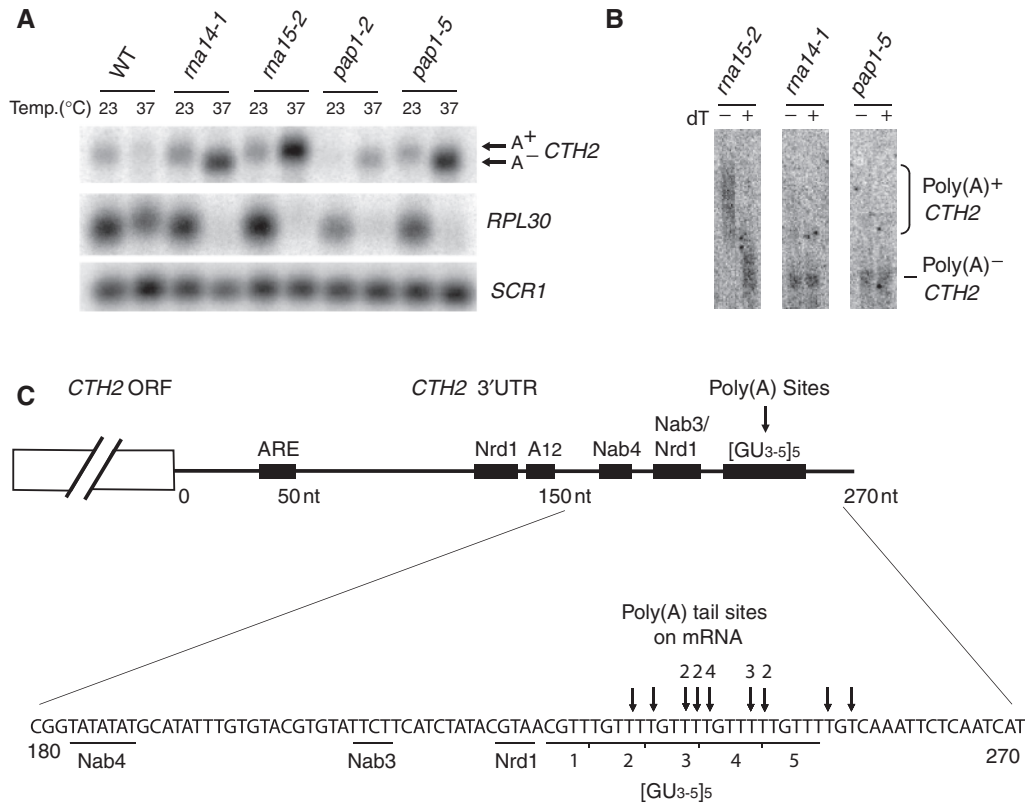 A
WT
rna14-1
rna15-2
pap1-2
pap1-5
Temp.(°C) 23 37 23 37 23 37 23 37 23 37
A+
A− CTH2
RPL30
SCR1
B
rna15-2
rna14-1
pap1-5
dT − + − + − +
Poly(A)+
CTH2
Poly(A)−
CTH2
C
CTH2 ORF
CTH2 3′UTR
Poly(A) Sites
ARE
Nrd1
A12
Nab4
Nab3/
Nrd1
[GU3-5]5
0
50 nt
150 nt
270 nt
Poly(A) tail sites
on mRNA
2 2 4 3 2
CGGTATATATGCATATTTGTGTACGTGTATTCTTCATCTATACGTAACGTTTGTTTTGTTTTGTTTTTGTTTTGTCAAATTCTCAATCAT
180
Nab4
Nab3
Nrd1
1 2 3 4 5
270
[GU3-5]5